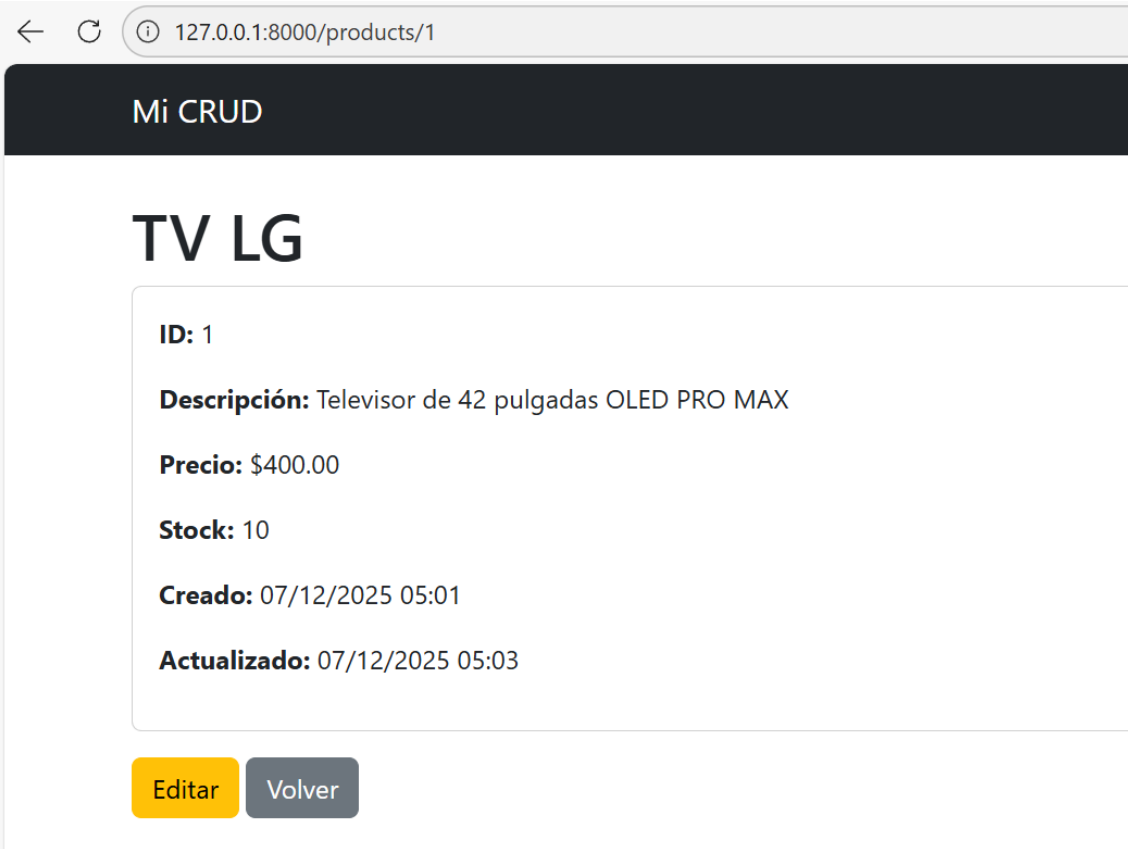 127.0.0.1:8000/products/1
Mi CRUD
TV LG
ID: 1
Descripción: Televisor de 42 pulgadas OLED PRO MAX
Precio: $400.00
Stock: 10
Creado: 07/12/2025 05:01
Actualizado: 07/12/2025 05:03
Editar Volver